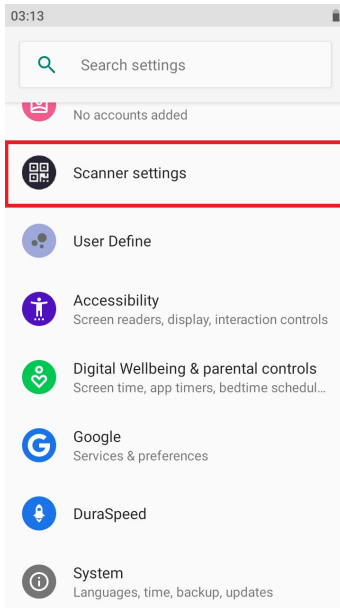 03:13
Search settings
No accounts added
Scanner settings
User Define
Accessibility
Screen readers, display, interaction controls
Digital Wellbeing & parental controls
Screen time, app timers, bedtime schedul...
Google
Services & preferences
DuraSpeed
System
Languages, time, backup, updates